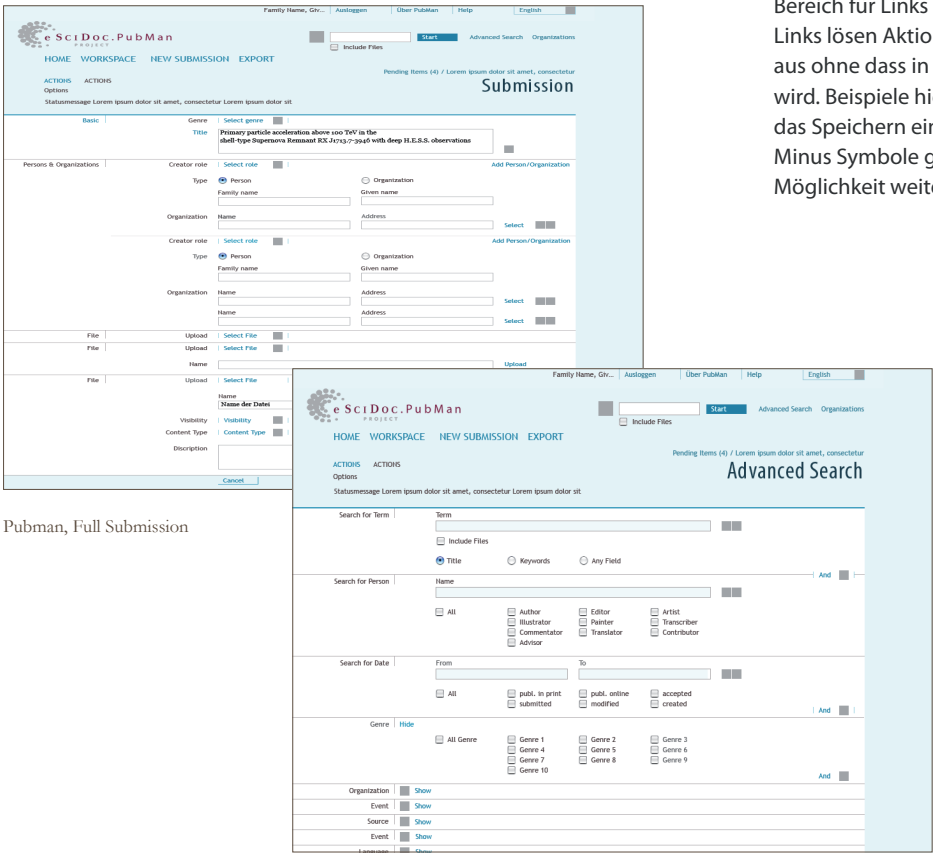 Family Name, Giv... Ausloggen Über PubMan Help English
e SciDoc.PubMan
PROJECT
Start Advanced Search Organizations
Include Files
HOME WORKSPACE NEW SUBMISSION EXPORT
Pending Items (4) / Lorem ipsum dolor sit amet, consectetur
Submission
ACTIONS ACTIONS
Options
Statusmessage Lorem ipsum dolor sit amet, consectetur Lorem ipsum dolor sit
Basic Genre Select genre
Title Primary particle acceleration above 100 TeV in the
shell-type Supernova Remnant RX J1713.7-3946 with deep H.E.S.S. observations
Persons & Organizations Creator role Select role Add Person/Organization
Type Person Organization
Family name Given name
Organization Name Address
Select
Creator role Select role Add Person/Organization
Type Person Organization
Family name Given name
Organization Name Address
Select
Name Address
Select
File Upload Select File
File Upload Select File
Name Upload
File Upload Select File
Name
Name der Datei
Visibility Visibility
Content Type Content Type
Discription
Cancel
Pubman, Full Submission
Bereich für Links
Links lösen Aktio
aus ohne dass in
wird. Beispiele hi
das Speichern ei
Minus Symbole g
Möglichkeit weit
Family Name, Giv... Ausloggen Über PubMan Help English
e SciDoc.PubMan
PROJECT
Start Advanced Search Organizations
Include Files
HOME WORKSPACE NEW SUBMISSION EXPORT
Pending Items (4) / Lorem ipsum dolor sit amet, consectetur
Advanced Search
ACTIONS ACTIONS
Options
Statusmessage Lorem ipsum dolor sit amet, consectetur Lorem ipsum dolor sit
Search for Term Term
Include Files
Title Keywords Any Field
And
Search for Person Name
All Author Editor Artist
Illustrator Painter Transcriber
Commentator Translator Contributor
Advisor
Search for Date From To
All publ. in print publ. online accepted
submitted modified created
And
Genre Hide
All Genre Genre 1 Genre 2 Genre 3
Genre 4 Genre 5 Genre 6
Genre 7 Genre 8 Genre 9
Genre 10
And
Organization Show
Event Show
Source Show
Event Show
Language Show